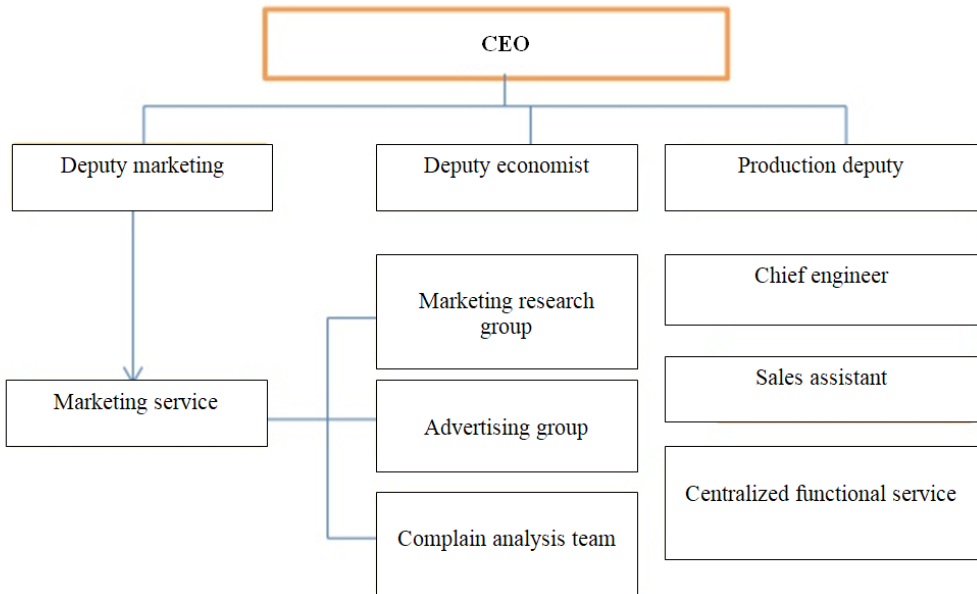 CEO
Deputy marketing
Deputy economist
Production deputy
Marketing research
group
Chief engineer
Marketing service
Advertising group
Sales assistant
Complain analysis team
Centralized functional service